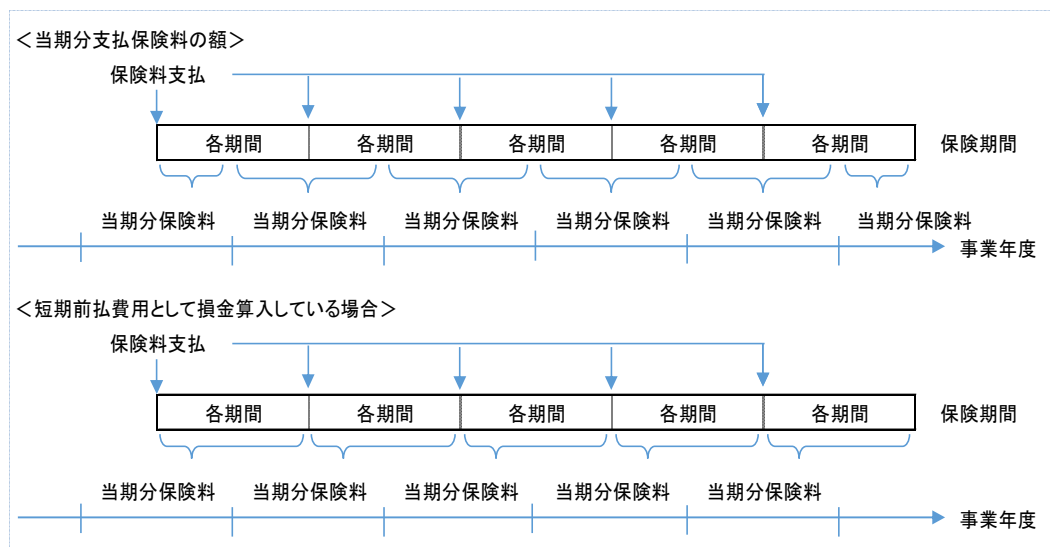 ＜当期分支払保険料の額＞
保険料支払
各期間 各期間 各期間 各期間 各期間 保険期間
当期分保険料 当期分保険料 当期分保険料 当期分保険料 当期分保険料 当期分保険料
事業年度
＜短期前払費用として損金算入している場合＞
保険料支払
各期間 各期間 各期間 各期間 各期間 保険期間
当期分保険料 当期分保険料 当期分保険料 当期分保険料 当期分保険料
事業年度